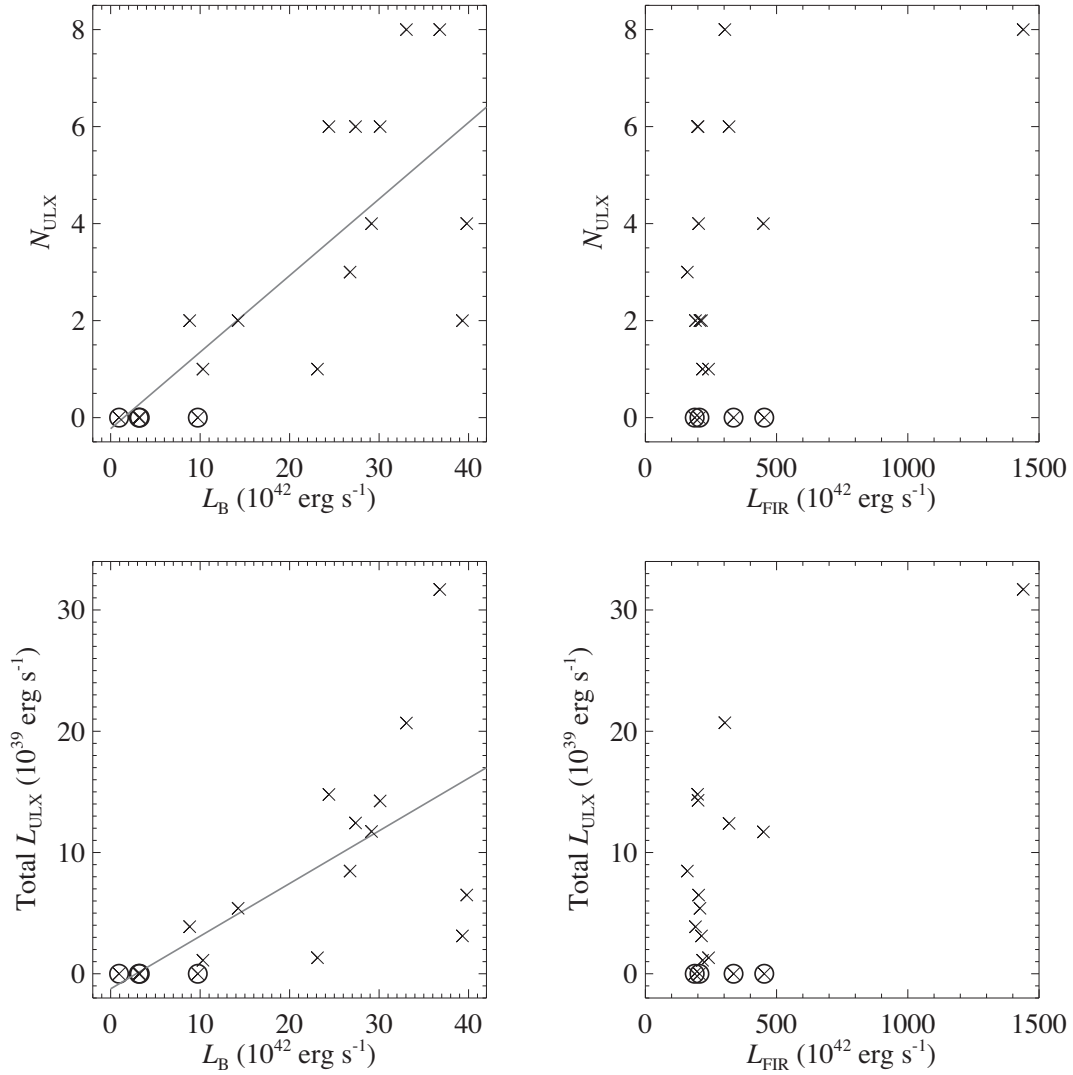 8
6
4
2
0
N_ULX
0 10 20 30 40
L_B (10^42 erg s^-1)
8
6
4
2
0
N_ULX
0 500 1000 1500
L_FIR (10^42 erg s^-1)
30
20
10
0
Total L_ULX (10^39 erg s^-1)
0 10 20 30 40
L_B (10^42 erg s^-1)
30
20
10
0
Total L_ULX (10^39 erg s^-1)
0 500 1000 1500
L_FIR (10^42 erg s^-1)